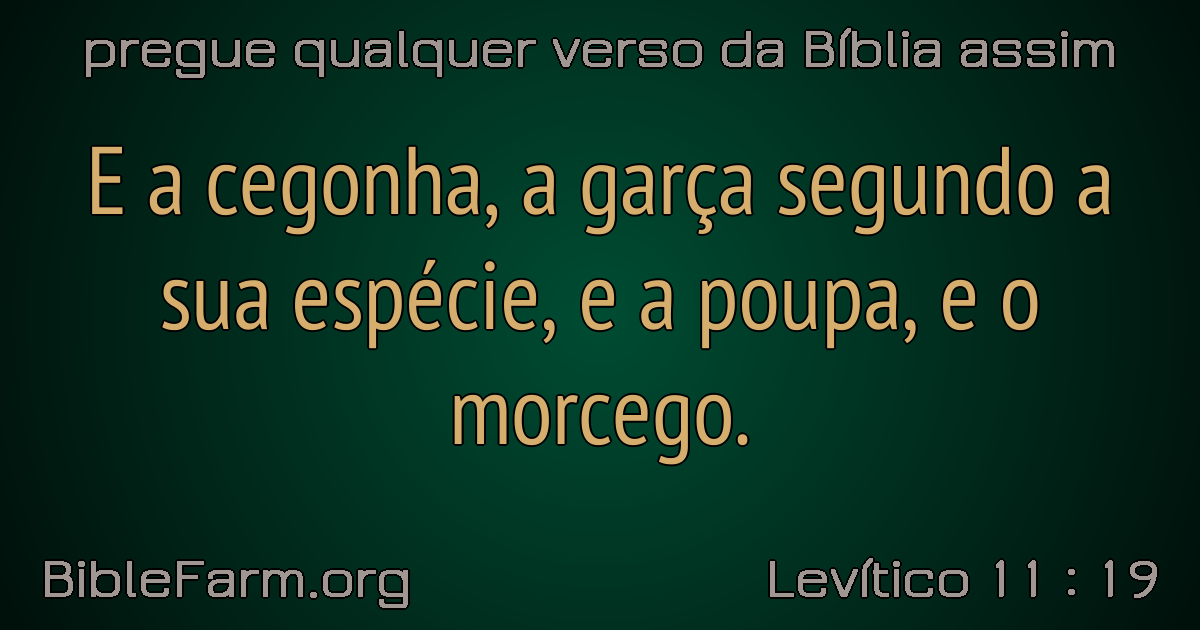 pregue qualquer verso da Bíblia assim
E a cegonha, a garça segundo a
sua espécie, e a poupa, e o
morcego.
BibleFarm.org
Levítico 11 : 19